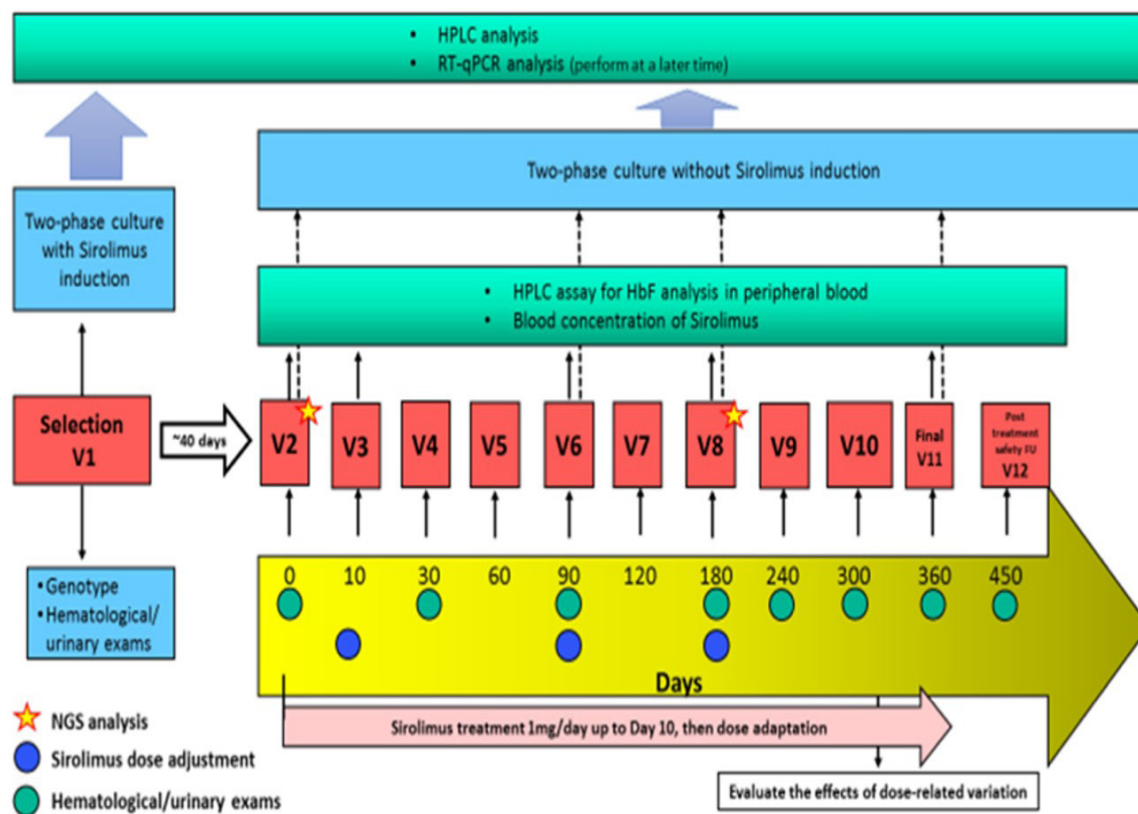 • HPLC analysis
• RT-qPCR analysis (perform at a later time)
Two-phase culture without Sirolimus induction
Two-phase culture
with Sirolimus
induction
• HPLC assay for HbF analysis in peripheral blood
• Blood concentration of Sirolimus
Selection
V1
~40 days
V2
V3
V4
V5
V6
V7
V8
V9
V10
Final
V11
Post
treatment
safety FU
V12
•Genotype
•Hematological/
urinary exams
0 10 30 60 90 120 180 240 300 360 450
Days
NGS analysis
Sirolimus dose adjustment
Hematological/urinary exams
Sirolimus treatment 1mg/day up to Day 10, then dose adaptation
Evaluate the effects of dose-related variation